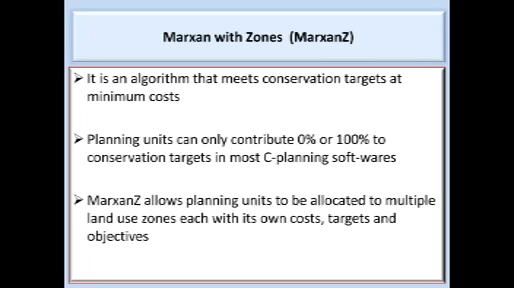 Marxan with Zones (MarxanZ)
➤ It is an algorithm that meets conservation targets at
minimum costs
➤ Planning units can only contribute 0% or 100% to
conservation targets in most C-planning soft-wares
➤ MarxanZ allows planning units to be allocated to multiple
land use zones each with its own costs, targets and
objectives